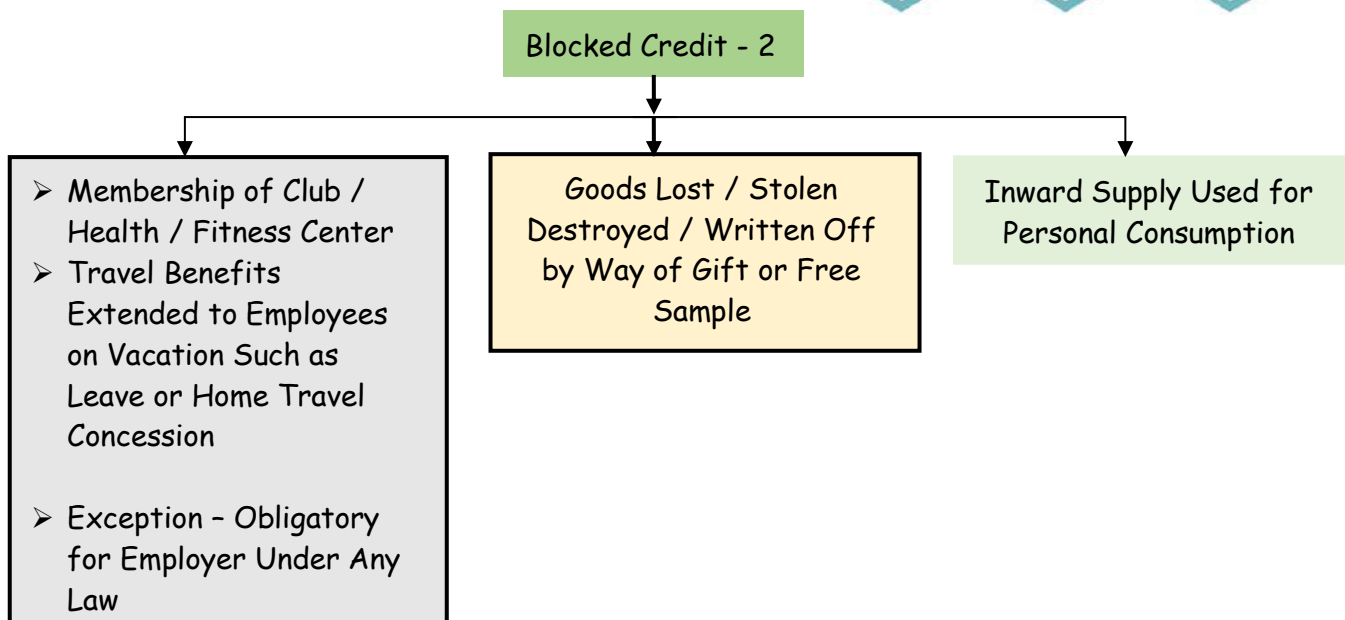 Blocked Credit - 2
➤ Membership of Club /
Health / Fitness Center
➤ Travel Benefits
Extended to Employees
on Vacation Such as
Leave or Home Travel
Concession
➤ Exception – Obligatory
for Employer Under Any
Law
Goods Lost / Stolen
Destroyed / Written Off
by Way of Gift or Free
Sample
Inward Supply Used for
Personal Consumption